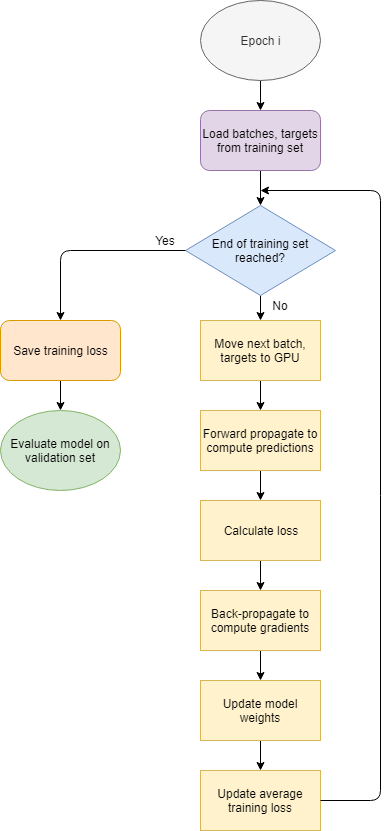 Epoch i
Load batches, targets
from training set
End of training set
reached?
Yes
No
Save training loss
Move next batch,
targets to GPU
Evaluate model on
validation set
Forward propagate to
compute predictions
Calculate loss
Back-propagate to
compute gradients
Update model
weights
Update average
training loss